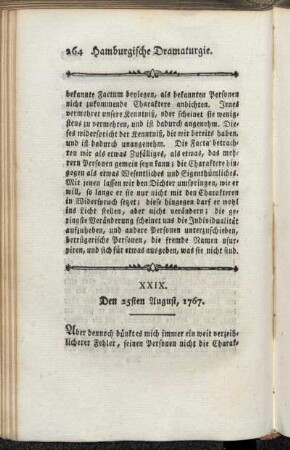 264 Hamburgische Dramaturgie.
bekannte Factum beylegen, als bekannten Personen
nicht zukommende Charaktere andichten. Jenes
vermehret unsere Kenntniß, oder scheinet sie wenig-
stens zu vermehren, und ist dadurch angenehm. Die-
ses widerspricht der Kenntniß, die wir bereits haben,
und ist dadurch unangenehm. Die Facta betrach-
ten wir als etwas Zufälliges, als etwas, das meh-
rern Personen gemein seyn kann; die Charaktere hin-
gegen als etwas Wesentliches und Eigenthümliches.
Mit jenen lassen wir den Dichter umspringen, wie er
will, so lange er sie nur nicht mit den Charakteren
in Widerspruch setzet; diese hingegen darf er wohl
ins Licht stellen, aber nicht verändern; die ge-
ringste Veränderung scheinet uns die Individualität
aufzuheben, und andere Personen unterzuschieben,
betrügerische Personen, die fremde Namen usur-
piren, und sich für etwas ausgeben, was sie nicht sind.
XXIX.
Den 25sten August, 1767.
Aber dennoch dünkt es mich immer ein weit verzeih-
licherer Fehler, seinen Personen nicht die Charak-